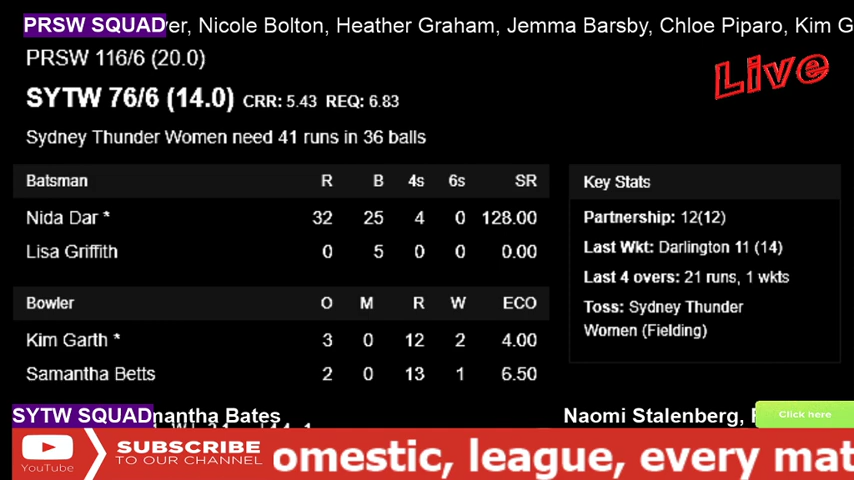 PRSW SQUAD er, Nicole Bolton, Heather Graham, Jemma Barsby, Chloe Piparo, Kim G
PRSW 116/6 (20.0)
Live
SYTW 76/6 (14.0) CRR: 5.43 REQ: 6.83
Sydney Thunder Women need 41 runs in 36 balls
Batsman R B 4s 6s SR
Nida Dar * 32 25 4 0 128.00
Lisa Griffith 0 5 0 0 0.00
Bowler O M R W ECO
Kim Garth * 3 0 12 2 4.00
Samantha Betts 2 0 13 1 6.50
Key Stats
Partnership: 12(12)
Last Wkt: Darlington 11 (14)
Last 4 overs: 21 runs, 1 wkts
Toss: Sydney Thunder
Women (Fielding)
SYTW SQUAD mantha Bates Naomi Stalenberg,
Click here
YouTube
SUBSCRIBE
TO OUR CHANNEL
omestic, league, every mat